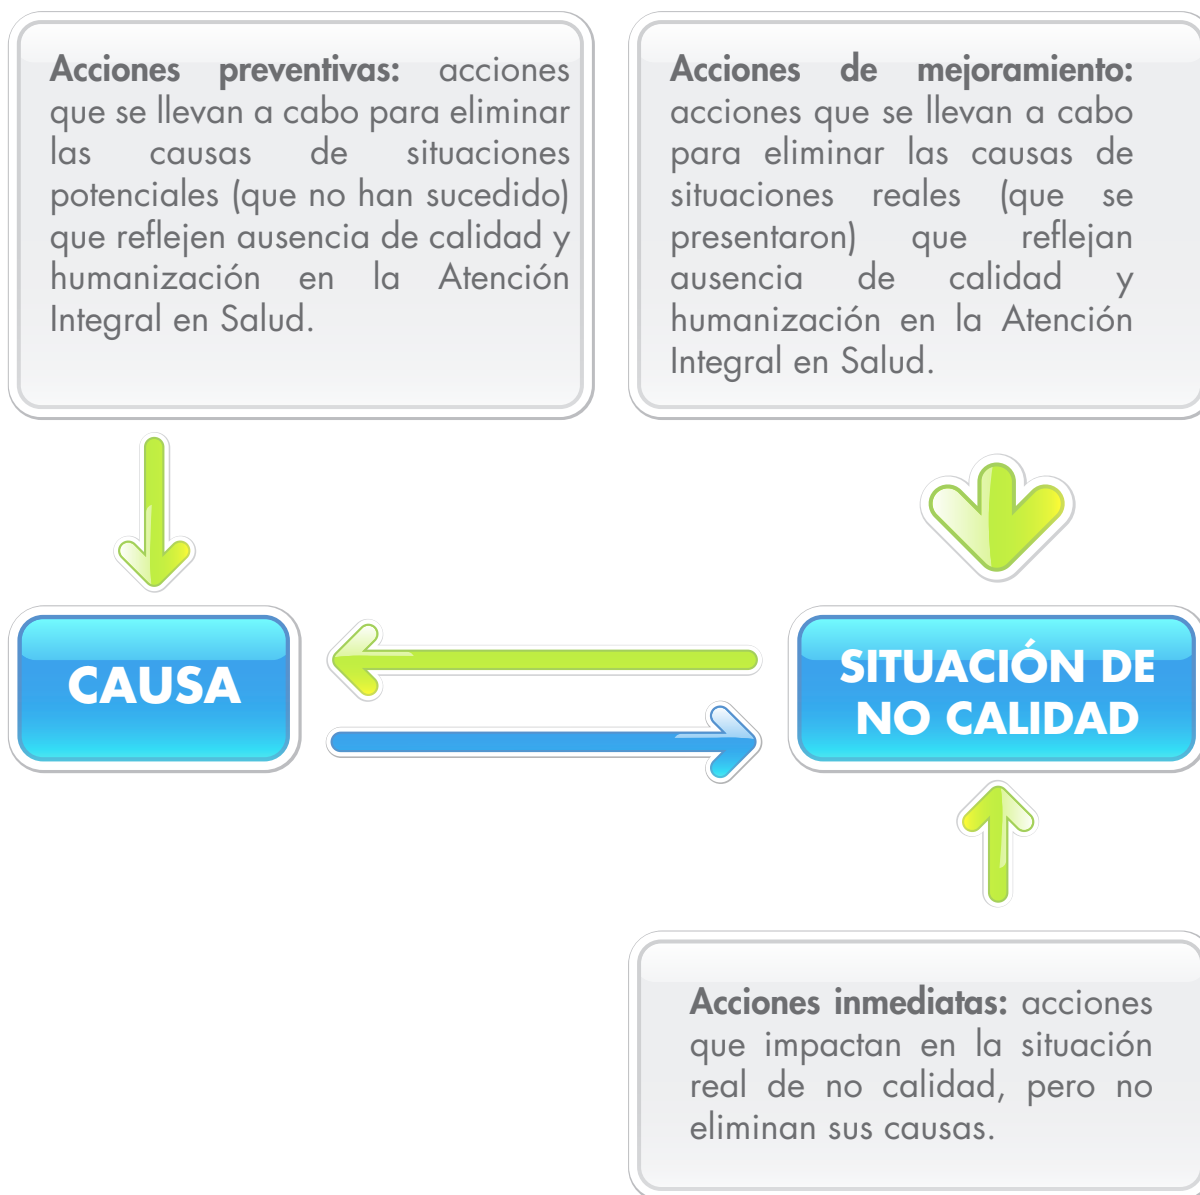 Acciones preventivas: acciones
que se llevan a cabo para eliminar
las causas de situaciones
potenciales (que no han sucedido)
que reflejen ausencia de calidad y
humanización en la Atención
Integral en Salud.
Acciones de mejoramiento:
acciones que se llevan a cabo
para eliminar las causas de
situaciones reales (que se
presentaron) que reflejan
ausencia de calidad y
humanización en la Atención
Integral en Salud.
CAUSA
SITUACIÓN DE
NO CALIDAD
Acciones inmediatas: acciones
que impactan en la situación
real de no calidad, pero no
eliminan sus causas.